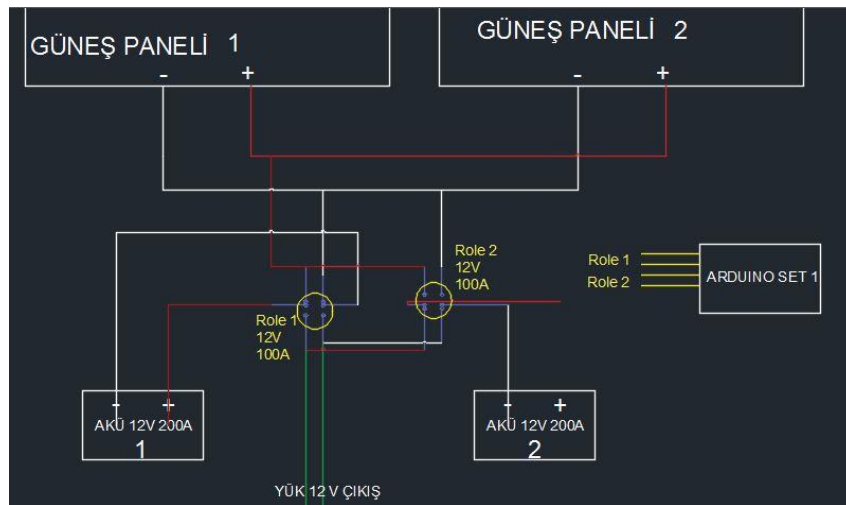 GÜNEŞ PANELİ 1
- +
GÜNEŞ PANELİ 2
- +
Role 2
12V
100A
Role 1
12V
100A
Role 1
Role 2
ARDUINO SET 1
- +
AKÜ 12V 200A
1
- +
AKÜ 12V 200A
2
YÜK 12 V ÇIKIŞ